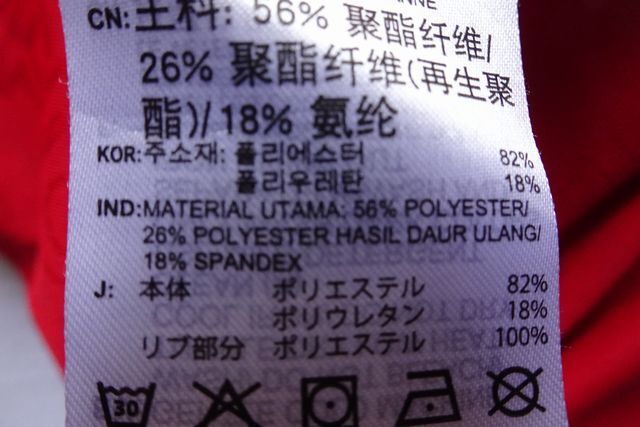 CN: 主料: 56% 聚酯纤维/
26% 聚酯纤维(再生聚
酯)/18% 氨纶
KOR: 주소재: 폴리에스터 82%
폴리우레탄 18%
IND: MATERIAL UTAMA: 56% POLYESTER/
26% POLYESTER HASIL DAUR ULANG/
18% SPANDEX
J: 本体 ポリエステル 82%
ポリウレタン 18%
リブ部分 ポリエステル 100%
30